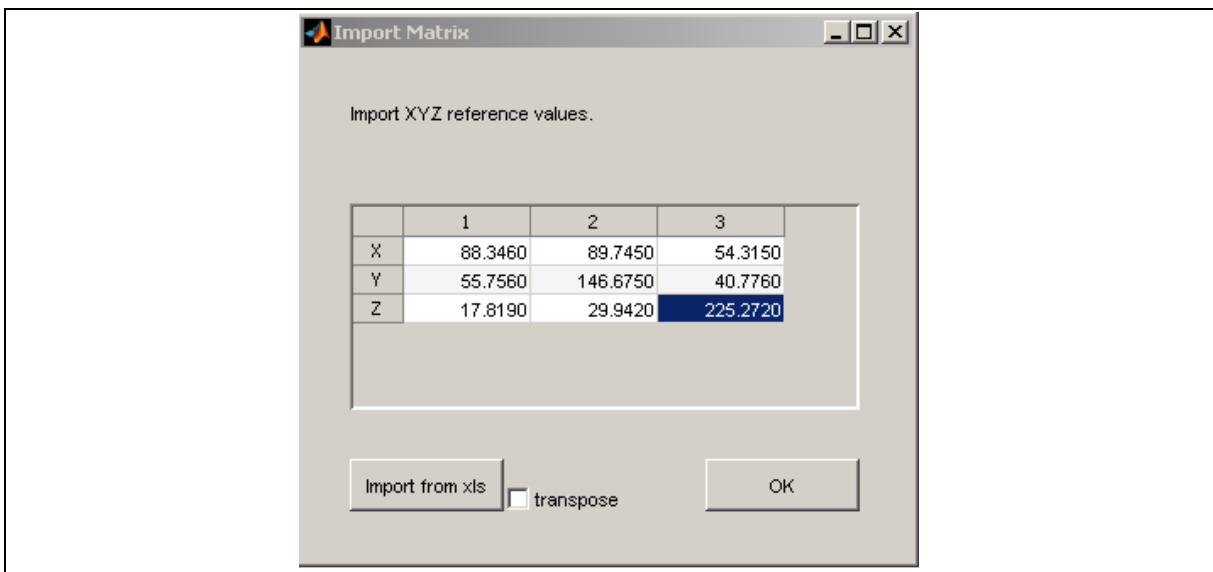 Import Matrix
Import XYZ reference values.
1 2 3
X 88.3460 89.7450 54.3150
Y 55.7560 146.6750 40.7760
Z 17.8190 29.9420 225.2720
Import from xls transpose OK